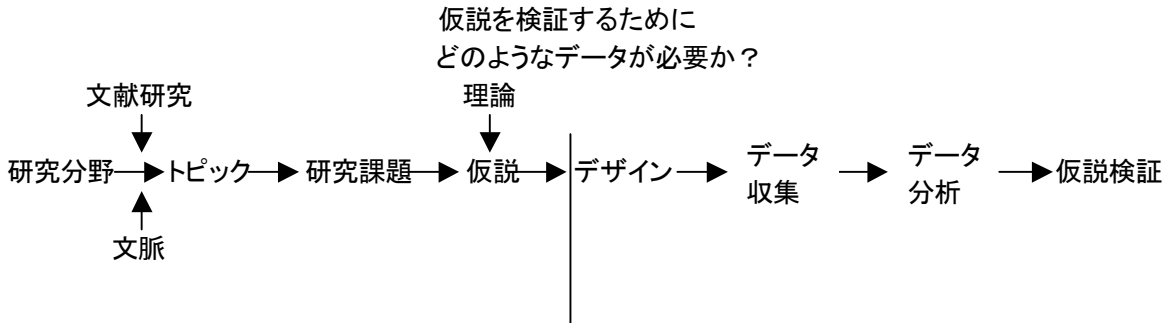 仮説を検証するために
どのようなデータが必要か？
文献研究
理論
研究分野
トピック
研究課題
仮説
デザイン
データ
収集
データ
分析
仮説検証
文脈